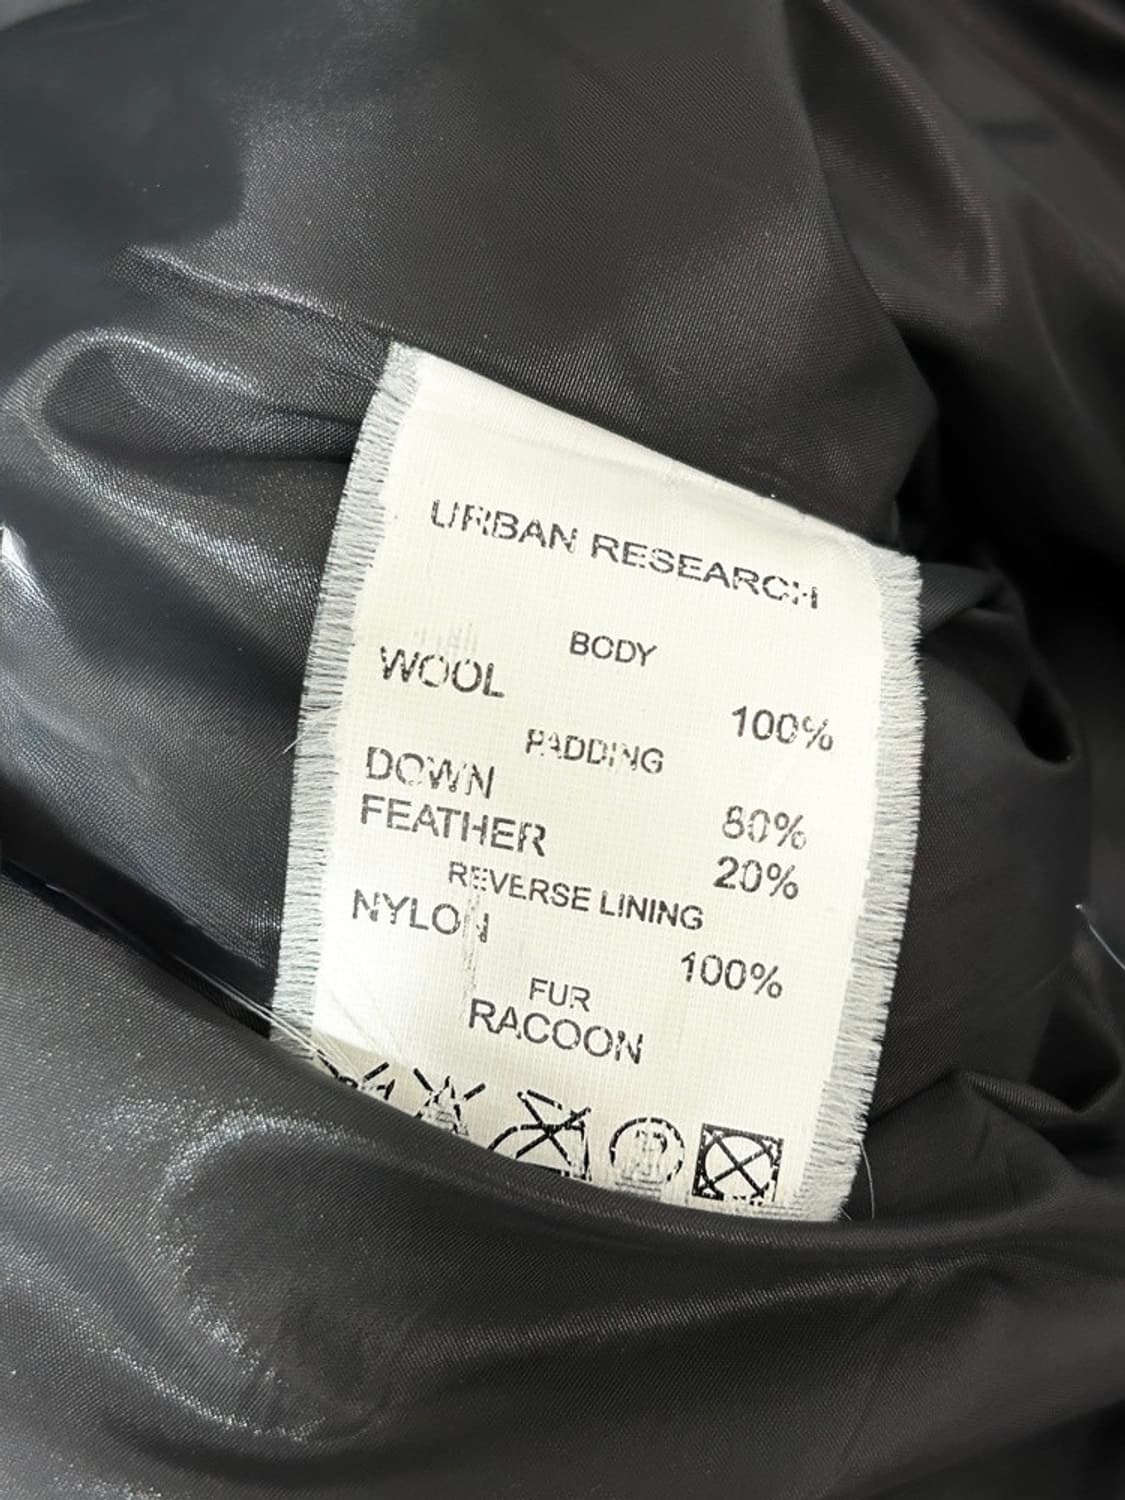 URBAN RESEARCH
BODY
WOOL 100%
PADDING
DOWN 80%
FEATHER 20%
REVERSE LINING
NYLON 100%
FUR
RACOON